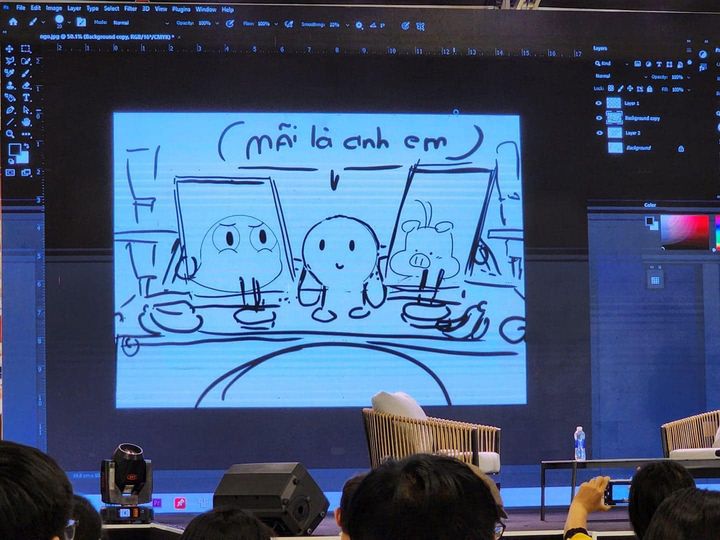 File Edit Image Layer Type Select Filter 3D View Plugins Window Help
Mode: Normal Opacity: 100% Flow: 100% Smoothing: 22%
ogo.jpg @ 50.1% (Background copy, RGB/16*/CMYK) *
Layers
Kind
Normal Opacity: 100%
Lock: Fill: 100%
Layer 1
Background copy
Layer 2
Background
Color
(mãi là anh em)